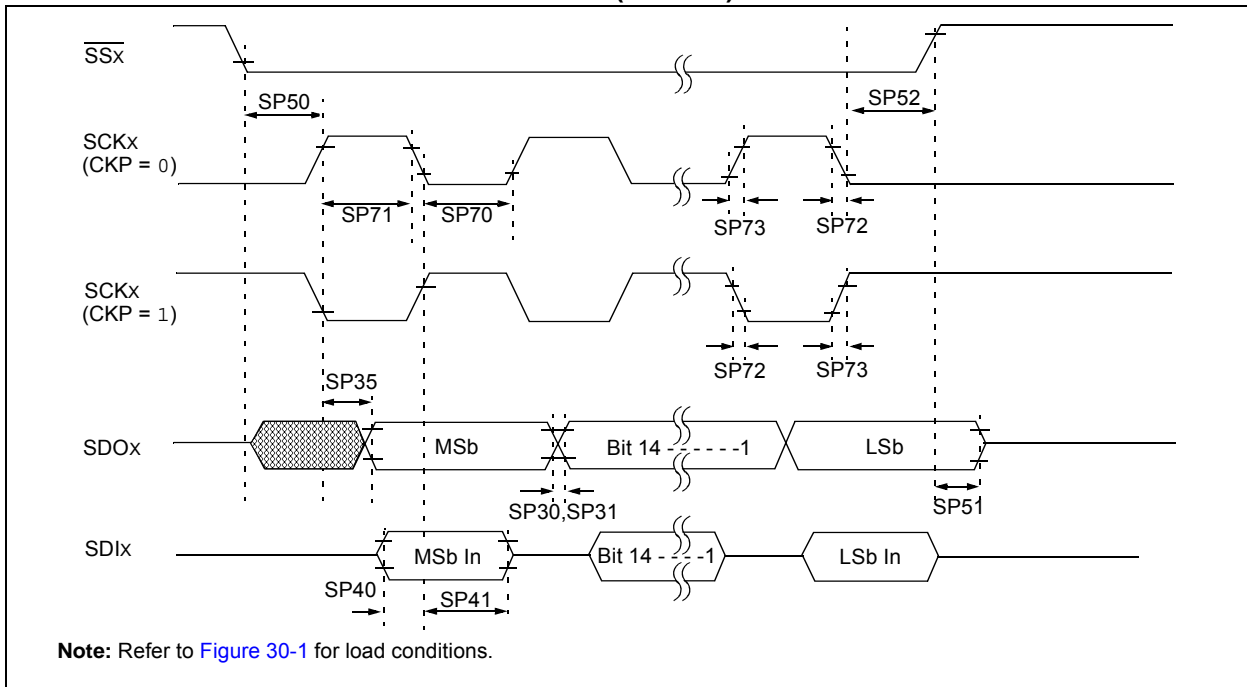 SSx
SP50
SP52
SCKx
(CKP = 0)
SP71
SP70
SP73
SP72
SCKx
(CKP = 1)
SP72
SP73
SP35
SDOx
MSb
Bit 14 - - - - - -1
LSb
SP30,SP31
SP51
SDIx
MSb In
Bit 14 - - - -1
LSb In
SP40
SP41
Note: Refer to Figure 30-1 for load conditions.